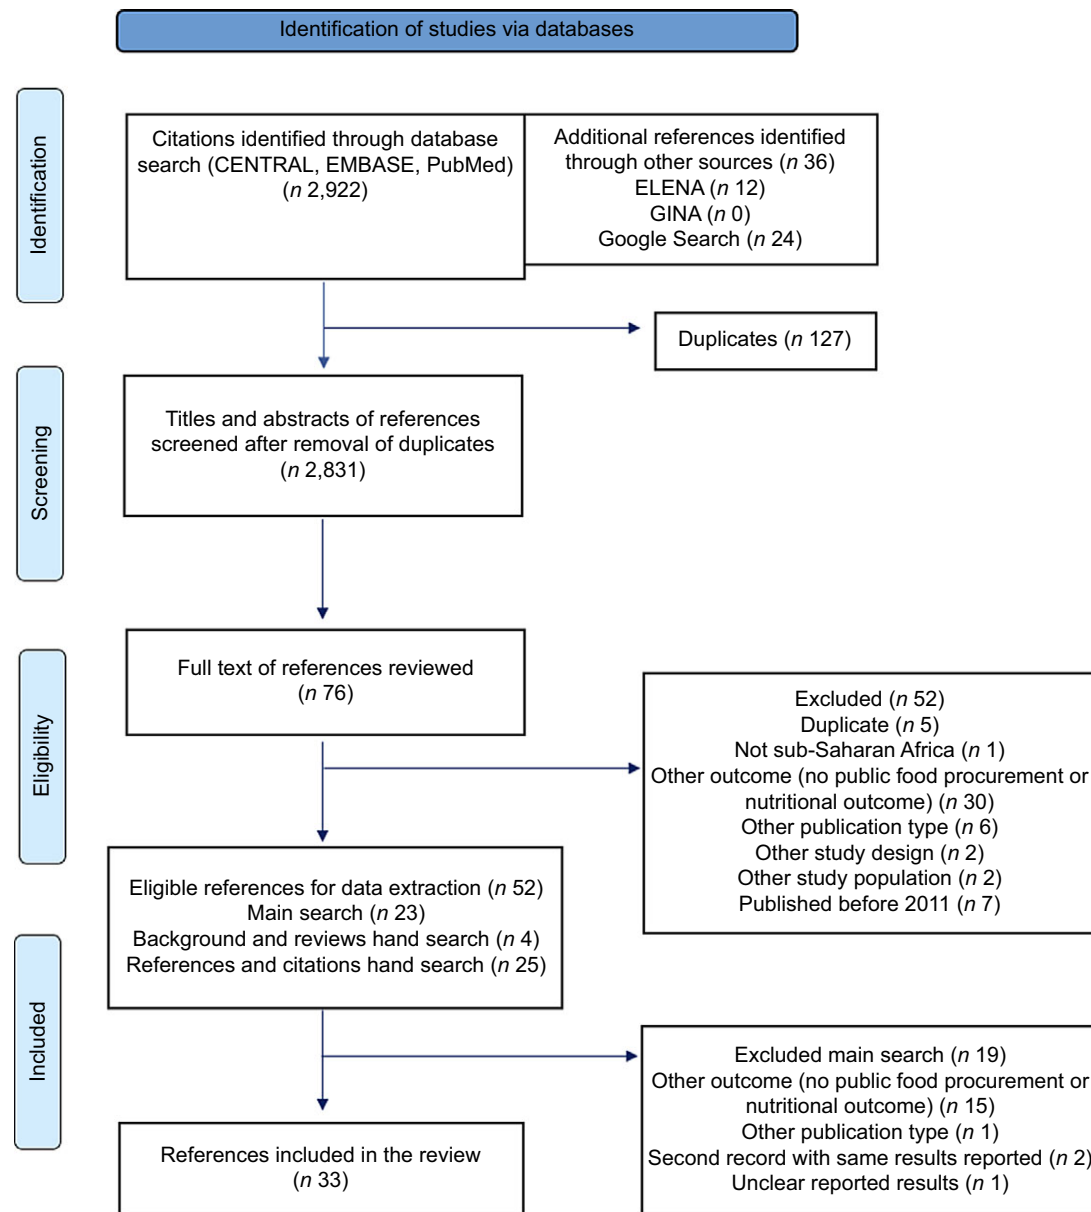 Identification of studies via databases
Identification
Citations identified through database
search (CENTRAL, EMBASE, PubMed)
(n 2,922)
Additional references identified
through other sources (n 36)
ELENA (n 12)
GINA (n 0)
Google Search (n 24)
Duplicates (n 127)
Screening
Titles and abstracts of references
screened after removal of duplicates
(n 2,831)
Eligibility
Full text of references reviewed
(n 76)
Excluded (n 52)
Duplicate (n 5)
Not sub-Saharan Africa (n 1)
Other outcome (no public food procurement or
nutritional outcome) (n 30)
Other publication type (n 6)
Other study design (n 2)
Other study population (n 2)
Published before 2011 (n 7)
Eligible references for data extraction (n 52)
Main search (n 23)
Background and reviews hand search (n 4)
References and citations hand search (n 25)
Included
Excluded main search (n 19)
Other outcome (no public food procurement or
nutritional outcome) (n 15)
Other publication type (n 1)
Second record with same results reported (n 2)
Unclear reported results (n 1)
References included in the review
(n 33)